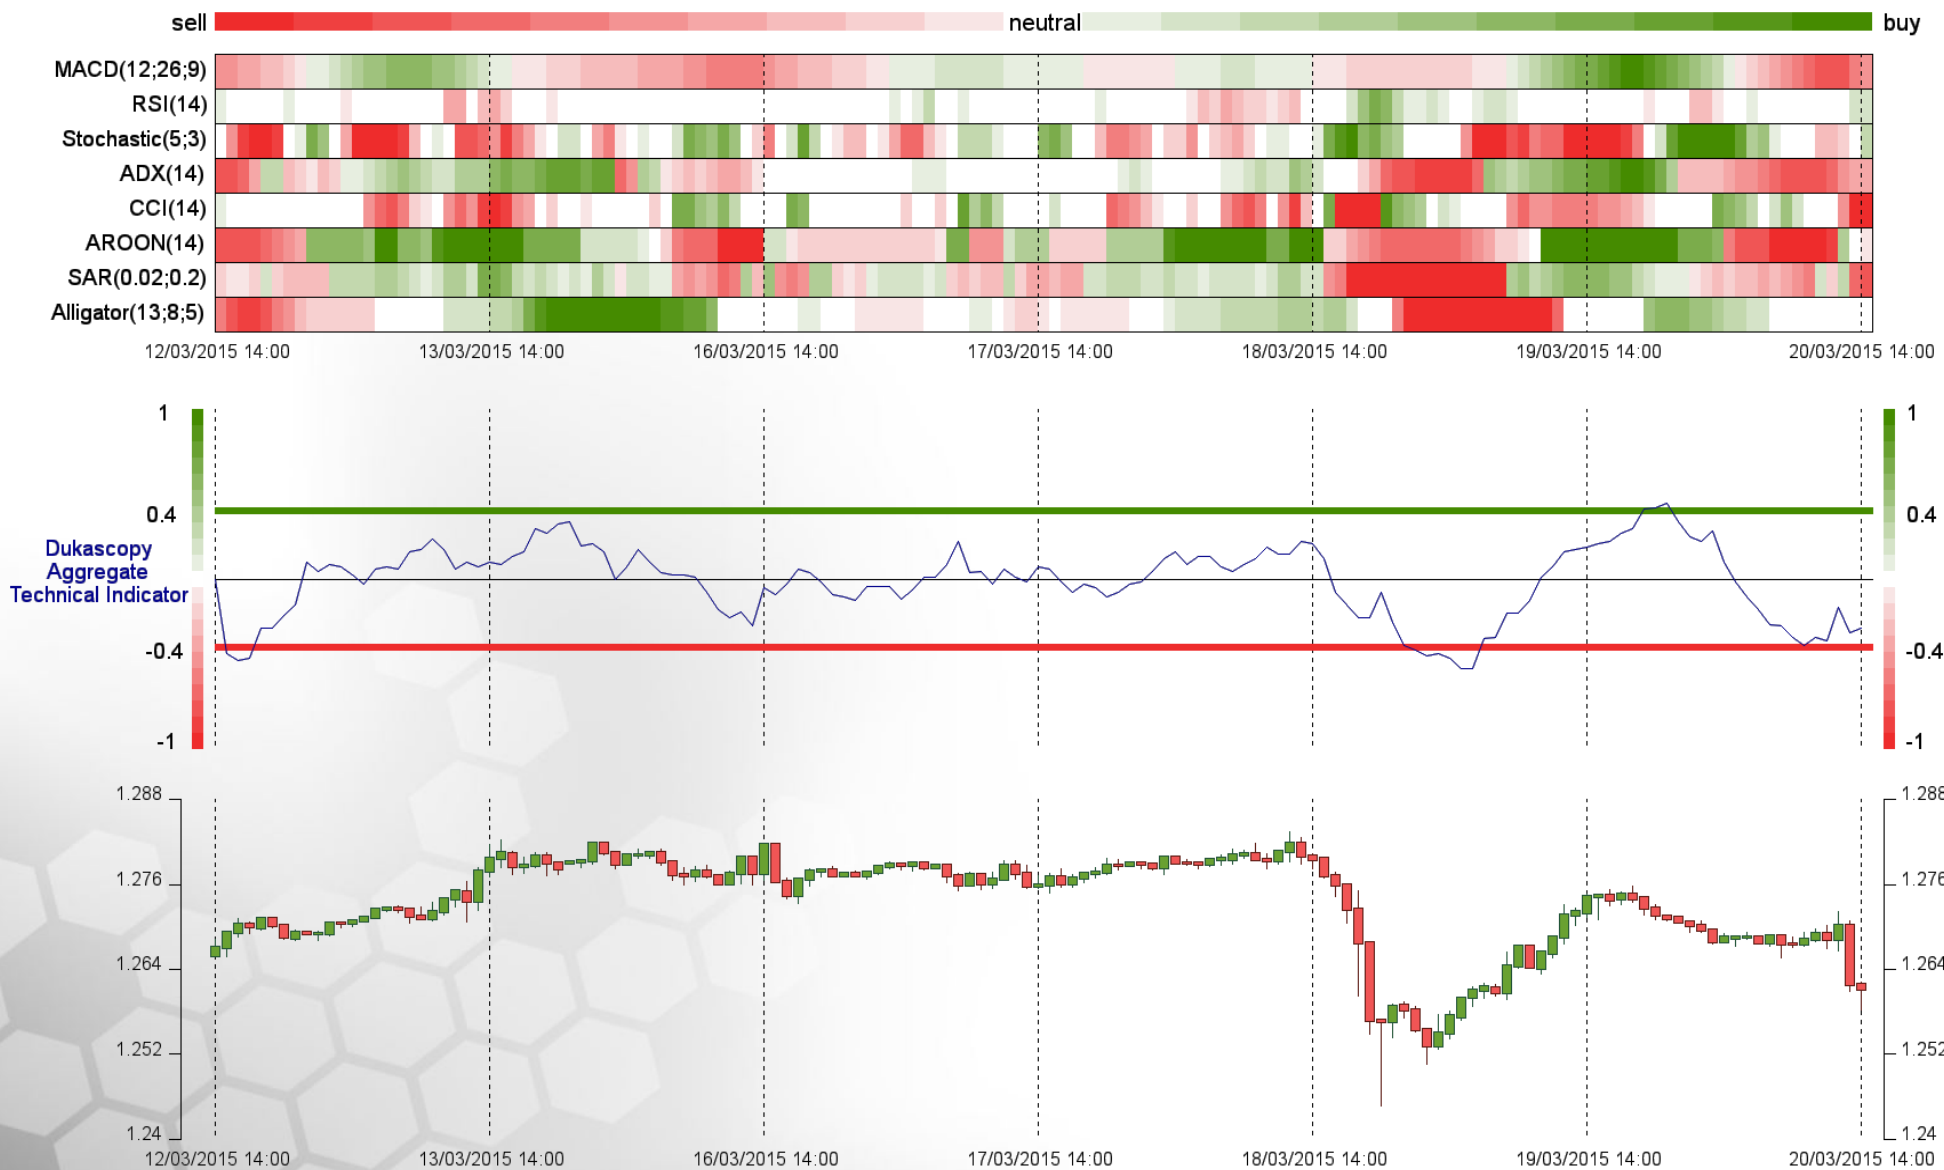 sell neutral buy
MACD(12;26;9)
RSI(14)
Stochastic(5;3)
ADX(14)
CCI(14)
AROON(14)
SAR(0.02;0.2)
Alligator(13;8;5)
12/03/2015 14:00 13/03/2015 14:00 16/03/2015 14:00 17/03/2015 14:00 18/03/2015 14:00 19/03/2015 14:00 20/03/2015 14:00
1 1
0.4 0.4
Dukascopy
Aggregate
Technical Indicator
-0.4 -0.4
-1 -1
1.288 1.288
1.276 1.276
1.264 1.264
1.252 1.252
1.24 1.24
12/03/2015 14:00 13/03/2015 14:00 16/03/2015 14:00 17/03/2015 14:00 18/03/2015 14:00 19/03/2015 14:00 20/03/2015 14:00